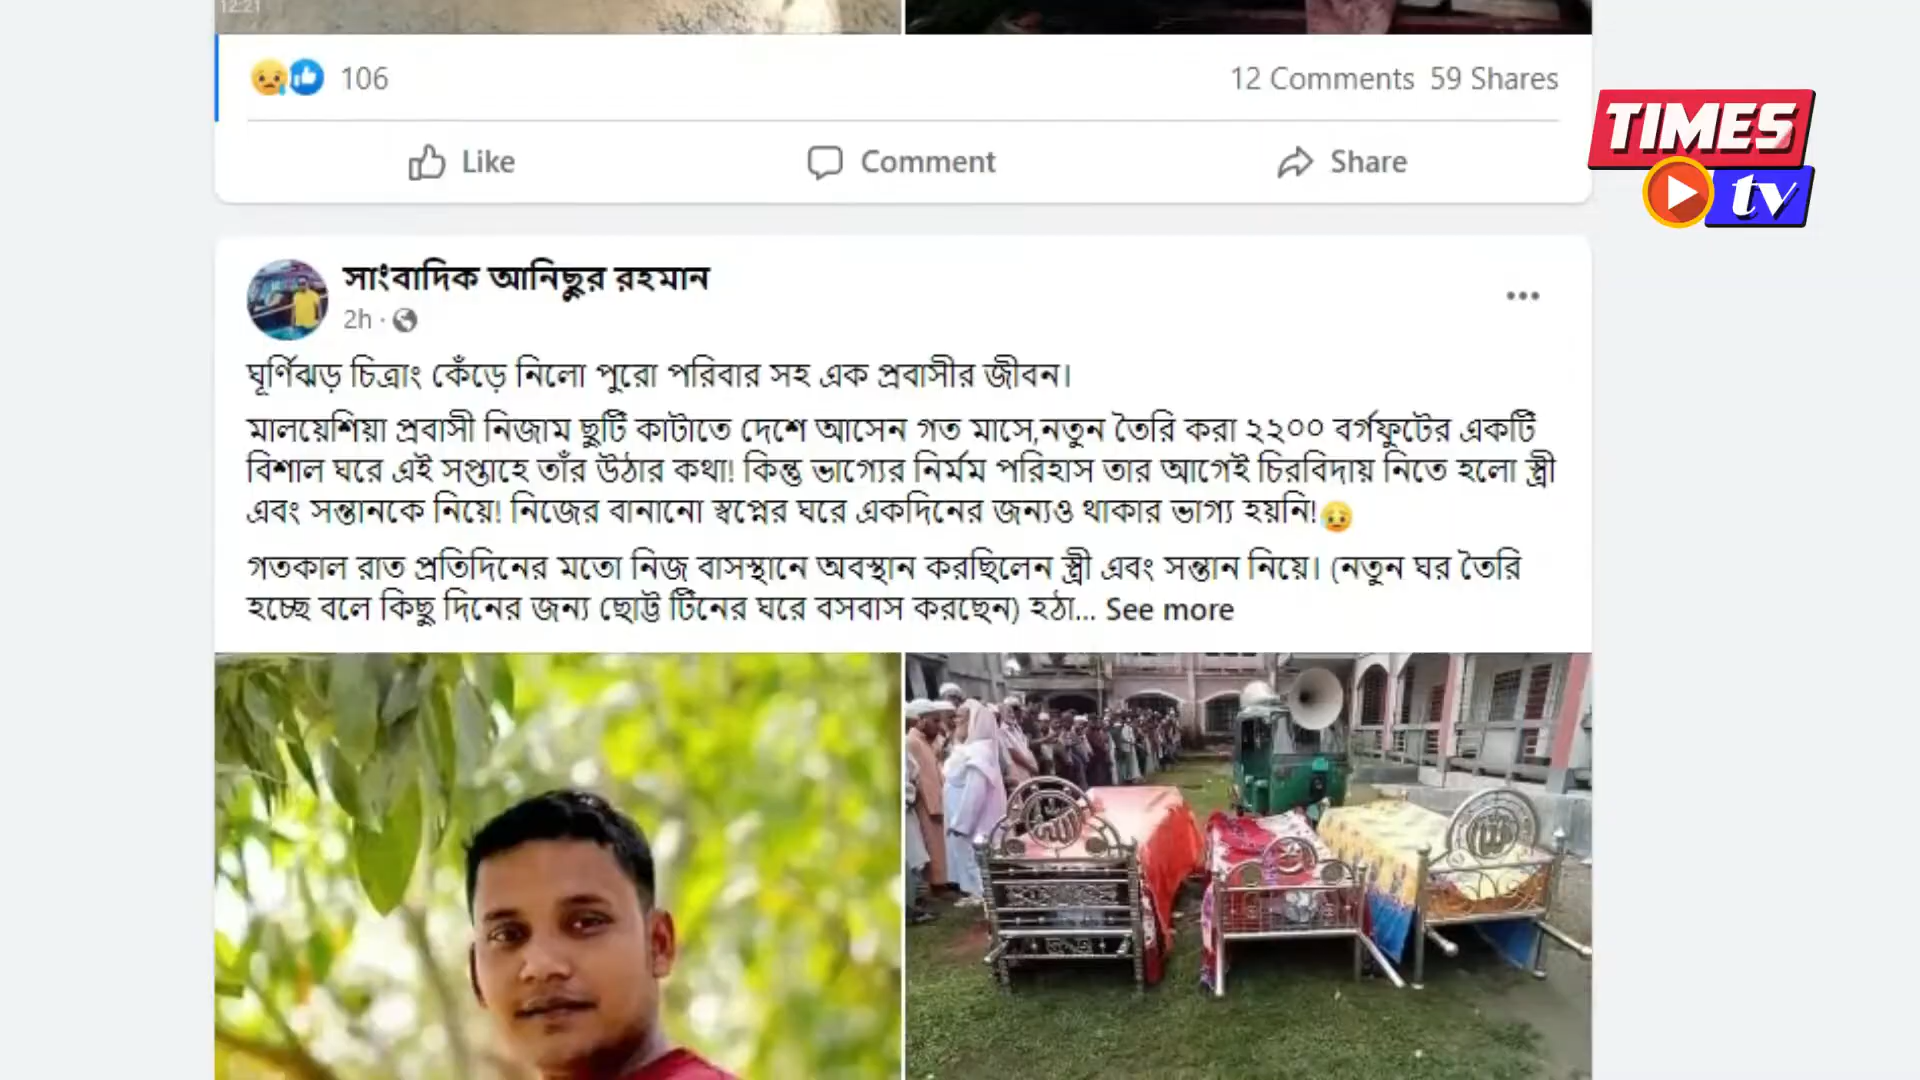 12:21
106
12 Comments 59 Shares
Like Comment Share
TIMES
tv
সাংবাদিক আনিছুর রহমান
2h ·
ঘূর্ণিঝড় চিত্রাং কেঁড়ে নিলো পুরো পরিবার সহ এক প্রবাসীর জীবন।
মালয়েশিয়া প্রবাসী নিজাম ছুটি কাটাতে দেশে আসেন গত মাসে,নতুন তৈরি করা ২২০০ বর্গফুটের একটি
বিশাল ঘরে এই সপ্তাহে তাঁর উঠার কথা! কিন্তু ভাগ্যের নির্মম পরিহাস তার আগেই চিরবিদায় নিতে হলো স্ত্রী
এবং সন্তানকে নিয়ে! নিজের বানানো স্বপ্নের ঘরে একদিনের জন্যও থাকার ভাগ্য হয়নি!😥
গতকাল রাত প্রতিদিনের মতো নিজ বাসস্থানে অবস্থান করছিলেন স্ত্রী এবং সন্তান নিয়ে। (নতুন ঘর তৈরি
হচ্ছে বলে কিছু দিনের জন্য ছোট্ট টিনের ঘরে বসবাস করছেন) হঠা... See more